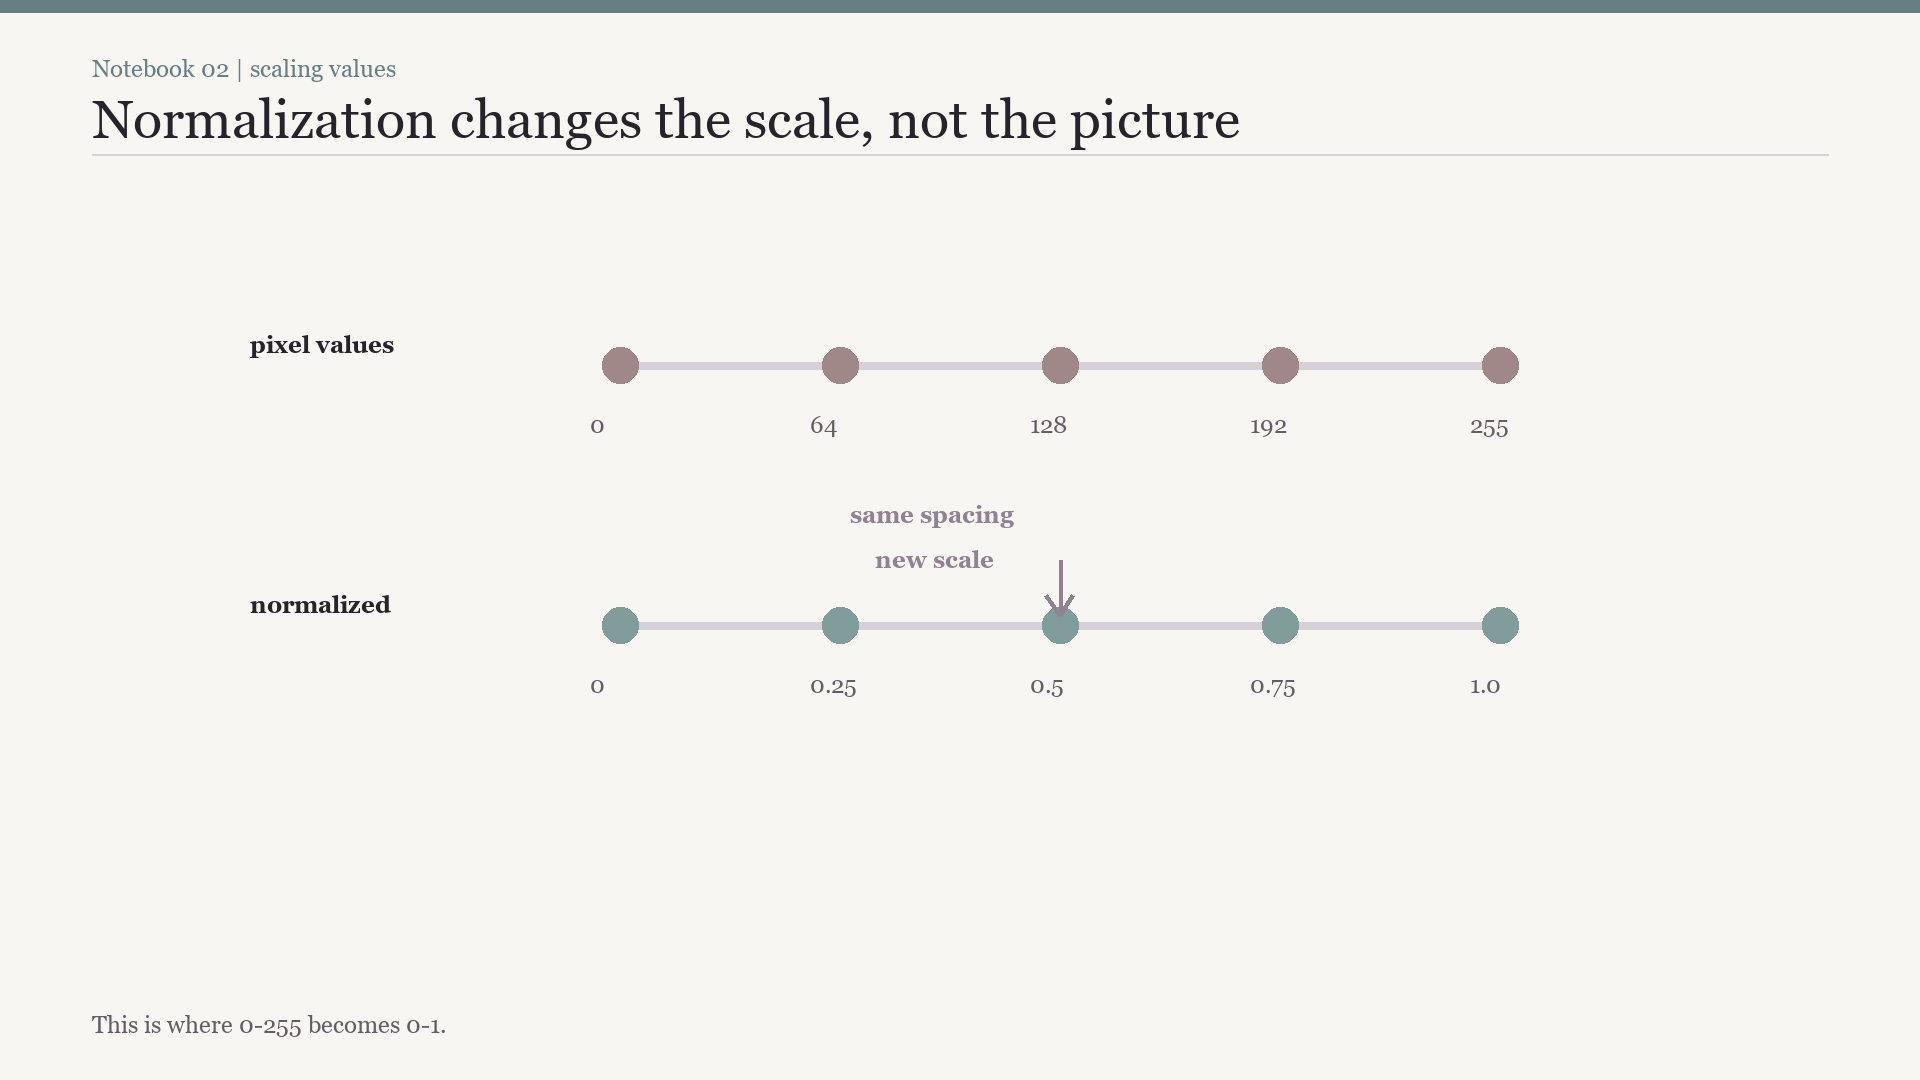 Notebook 02 | scaling values
Normalization changes the scale, not the picture
pixel values
0 64 128 192 255
same spacing
new scale
normalized
0 0.25 0.5 0.75 1.0
This is where 0-255 becomes 0-1.